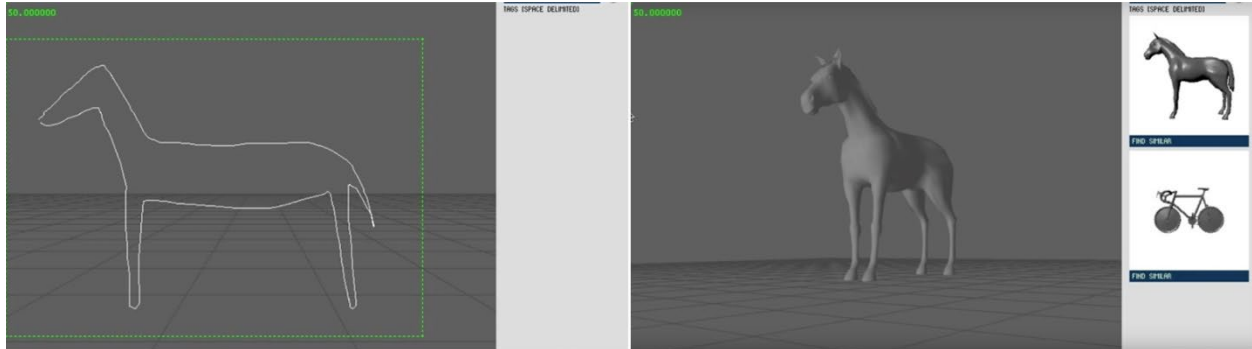 50.000000
TAGS (SPACE DELIMITED)
50.000000
TAGS (SPACE DELIMITED)
FIND SIMILAR
FIND SIMILAR